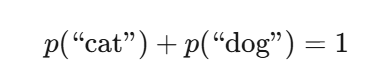 p(“cat”) + p(“dog”) = 1